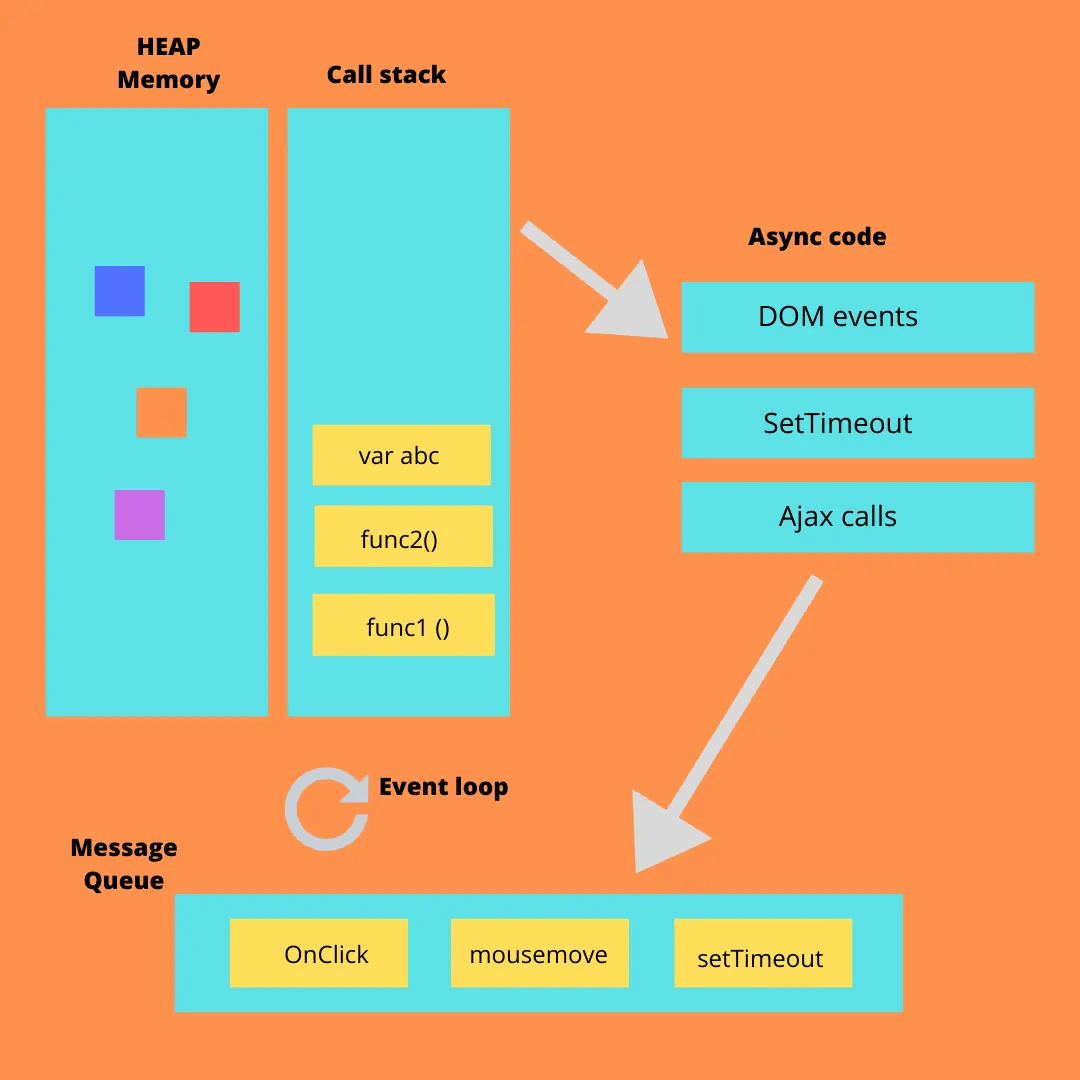 HEAP
Memory
Call stack
Async code
DOM events
SetTimeout
Ajax calls
var abc
func2()
func1 ()
Event loop
Message
Queue
OnClick
mousemove
setTimeout